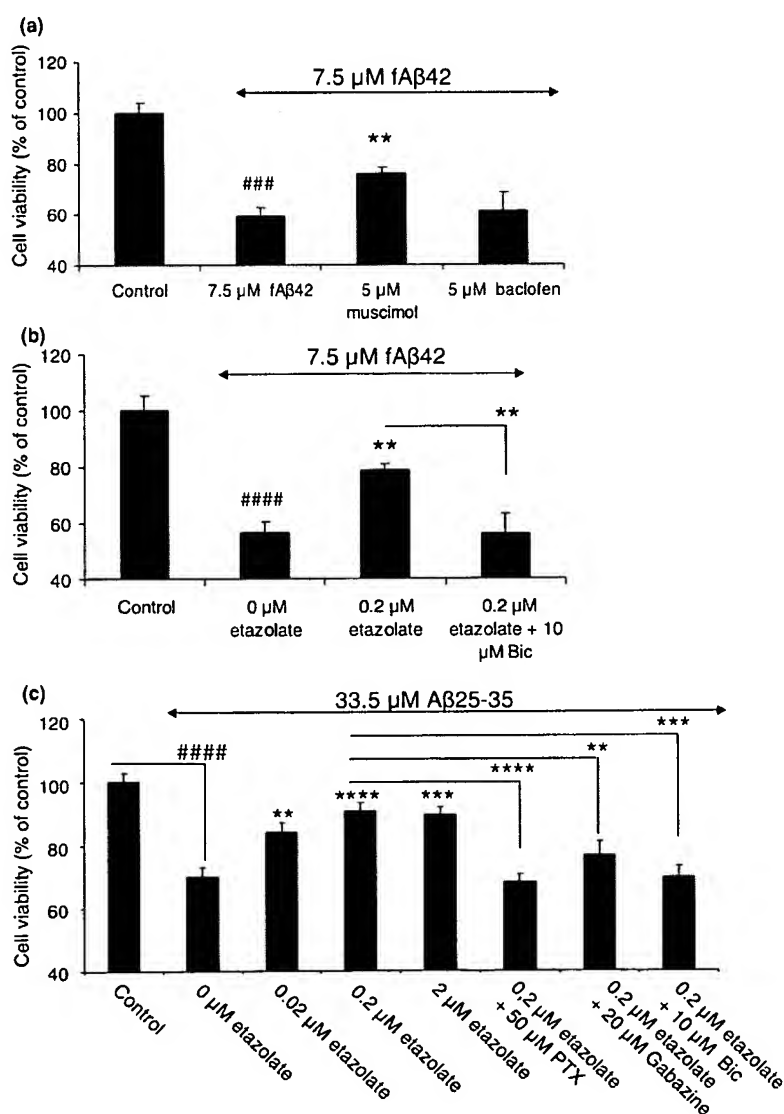 (a)
7.5 µM fAβ42
Cell viability (% of control)
120
100
80
60
40
**
###
Control
7.5 µM fAβ42
5 µM
muscimol
5 µM baclofen
(b)
7.5 µM fAβ42
Cell viability (% of control)
120
100
80
60
40
**
**
####
Control
0 µM
etazolate
0.2 µM
etazolate
0.2 µM
etazolate + 10
µM Bic
(c)
33.5 µM Aβ25-35
Cell viability (% of control)
120
100
80
60
40
***
**
####
****
**
****
***
Control
0 µM etazolate
0.02 µM etazolate
0.2 µM etazolate
2 µM etazolate
0,2 µM etazolate
+ 50 µM PTX
0.2 µM etazolate
+ 20 µM Gabazine
0.2 µM etazolate
+ 10 µM Bic